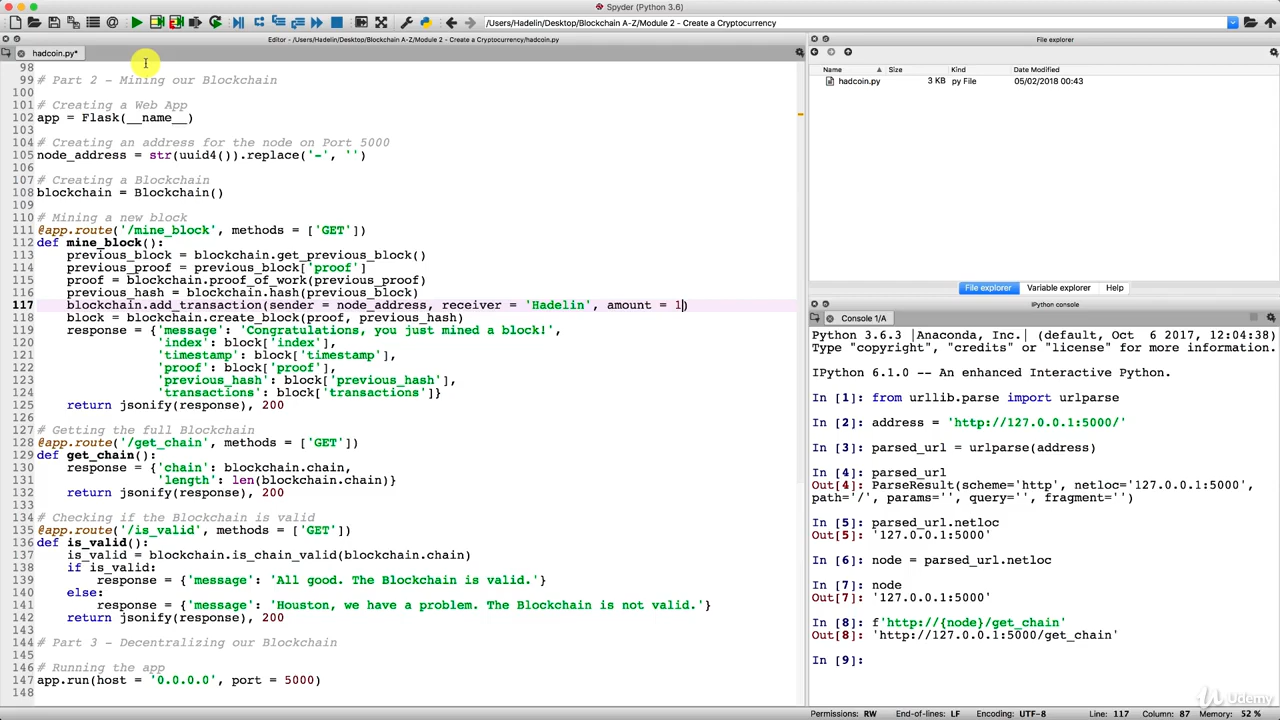 Spyder (Python 3.6)
/Users/Hadelin/Desktop/Blockchain A-Z/Module 2 - Create a Cryptocurrency
Editor - /Users/Hadelin/Desktop/Blockchain A-Z/Module 2 - Create a Cryptocurrency/hadcoin.py
hadcoin.py*
98
99 # Part 2 - Mining our Blockchain
100
101 # Creating a Web App
102 app = Flask(__name__)
103
104 # Creating an address for the node on Port 5000
105 node_address = str(uuid4()).replace('-', '')
106
107 # Creating a Blockchain
108 blockchain = Blockchain()
109
110 # Mining a new block
111 @app.route('/mine_block', methods = ['GET'])
112 def mine_block():
113 previous_block = blockchain.get_previous_block()
114 previous_proof = previous_block['proof']
115 proof = blockchain.proof_of_work(previous_proof)
116 previous_hash = blockchain.hash(previous_block)
117 blockchain.add_transaction(sender = node_address, receiver = 'Hadelin', amount = 1)
118 block = blockchain.create_block(proof, previous_hash)
119 response = {'message': 'Congratulations, you just mined a block!',
120 'index': block['index'],
121 'timestamp': block['timestamp'],
122 'proof': block['proof'],
123 'previous_hash': block['previous_hash'],
124 'transactions': block['transactions']}
125 return jsonify(response), 200
126
127 # Getting the full Blockchain
128 @app.route('/get_chain', methods = ['GET'])
129 def get_chain():
130 response = {'chain': blockchain.chain,
131 'length': len(blockchain.chain)}
132 return jsonify(response), 200
133
134 # Checking if the Blockchain is valid
135 @app.route('/is_valid', methods = ['GET'])
136 def is_valid():
137 is_valid = blockchain.is_chain_valid(blockchain.chain)
138 if is_valid:
139 response = {'message': 'All good. The Blockchain is valid.'}
140 else:
141 response = {'message': 'Houston, we have a problem. The Blockchain is not valid.'}
142 return jsonify(response), 200
143
144 # Part 3 - Decentralizing our Blockchain
145
146 # Running the app
147 app.run(host = '0.0.0.0', port = 5000)
148
File explorer
Name Size Kind Date Modified
hadcoin.py 3 KB py File 05/02/2018 00:43
File explorer Variable explorer Help
IPython console
Console 1/A
Python 3.6.3 |Anaconda, Inc.| (default, Oct 6 2017, 12:04:38)
Type "copyright", "credits" or "license" for more information.
IPython 6.1.0 -- An enhanced Interactive Python.
In [1]: from urllib.parse import urlparse
In [2]: address = 'http://127.0.0.1:5000/'
In [3]: parsed_url = urlparse(address)
In [4]: parsed_url
Out[4]: ParseResult(scheme='http', netloc='127.0.0.1:5000',
path='/', params='', query='', fragment='')
In [5]: parsed_url.netloc
Out[5]: '127.0.0.1:5000'
In [6]: node = parsed_url.netloc
In [7]: node
Out[7]: '127.0.0.1:5000'
In [8]: f'http://{node}/get_chain'
Out[8]: 'http://127.0.0.1:5000/get_chain'
In [9]:
Udemy
Permissions: RW End-of-lines: LF Encoding: UTF-8 Line: 117 Column: 87 Memory: 52 %